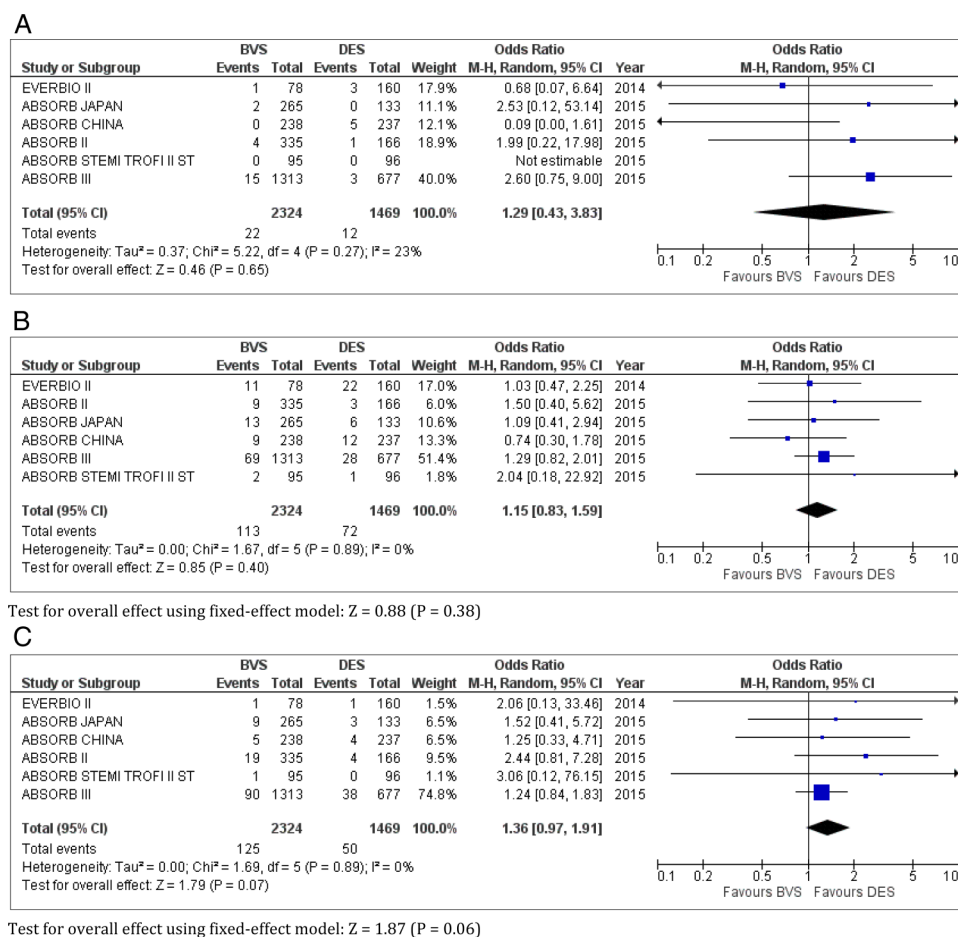 A
BVS DES Odds Ratio Odds Ratio
Study or Subgroup Events Total Events Total Weight M-H, Random, 95% CI Year M-H, Random, 95% CI
EVERBIO II 1 78 3 160 17.9% 0.68 [0.07, 6.64] 2014
ABSORB JAPAN 2 265 0 133 11.1% 2.53 [0.12, 53.14] 2015
ABSORB CHINA 0 238 5 237 12.1% 0.09 [0.00, 1.61] 2015
ABSORB II 4 335 1 166 18.9% 1.99 [0.22, 17.98] 2015
ABSORB STEMI TROFI II ST 0 95 0 96 Not estimable 2015
ABSORB III 15 1313 3 677 40.0% 2.60 [0.75, 9.00] 2015
Total (95% CI) 2324 1469 100.0% 1.29 [0.43, 3.83]
Total events 22 12
Heterogeneity: Tau² = 0.37; Chi² = 5.22, df = 4 (P = 0.27); I² = 23%
Test for overall effect: Z = 0.46 (P = 0.65)
0.1 0.2 0.5 1 2 5 10
Favours BVS Favours DES
B
BVS DES Odds Ratio Odds Ratio
Study or Subgroup Events Total Events Total Weight M-H, Random, 95% CI Year M-H, Random, 95% CI
EVERBIO II 11 78 22 160 17.0% 1.03 [0.47, 2.25] 2014
ABSORB II 9 335 3 166 6.0% 1.50 [0.40, 5.62] 2015
ABSORB JAPAN 13 265 6 133 10.6% 1.09 [0.41, 2.94] 2015
ABSORB CHINA 9 238 12 237 13.3% 0.74 [0.30, 1.78] 2015
ABSORB III 69 1313 28 677 51.4% 1.29 [0.82, 2.01] 2015
ABSORB STEMI TROFI II ST 2 95 1 96 1.8% 2.04 [0.18, 22.92] 2015
Total (95% CI) 2324 1469 100.0% 1.15 [0.83, 1.59]
Total events 113 72
Heterogeneity: Tau² = 0.00; Chi² = 1.67, df = 5 (P = 0.89); I² = 0%
Test for overall effect: Z = 0.85 (P = 0.40)
0.1 0.2 0.5 1 2 5 10
Favours BVS Favours DES
Test for overall effect using fixed-effect model: Z = 0.88 (P = 0.38)
C
BVS DES Odds Ratio Odds Ratio
Study or Subgroup Events Total Events Total Weight M-H, Random, 95% CI Year M-H, Random, 95% CI
EVERBIO II 1 78 1 160 1.5% 2.06 [0.13, 33.46] 2014
ABSORB JAPAN 9 265 3 133 6.5% 1.52 [0.41, 5.72] 2015
ABSORB CHINA 5 238 4 237 6.5% 1.25 [0.33, 4.71] 2015
ABSORB II 19 335 4 166 9.5% 2.44 [0.81, 7.28] 2015
ABSORB STEMI TROFI II ST 1 95 0 96 1.1% 3.06 [0.12, 76.15] 2015
ABSORB III 90 1313 38 677 74.8% 1.24 [0.84, 1.83] 2015
Total (95% CI) 2324 1469 100.0% 1.36 [0.97, 1.91]
Total events 125 50
Heterogeneity: Tau² = 0.00; Chi² = 1.69, df = 5 (P = 0.89); I² = 0%
Test for overall effect: Z = 1.79 (P = 0.07)
0.1 0.2 0.5 1 2 5 10
Favours BVS Favours DES
Test for overall effect using fixed-effect model: Z = 1.87 (P = 0.06)